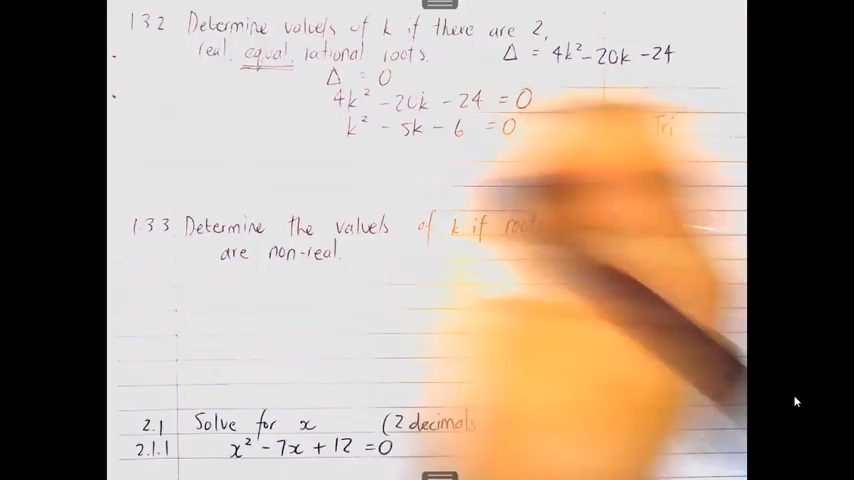 1.3.2 Determine value/s of k if there are 2,
real, equal, rational roots. Δ = 4k² - 20k - 24
Δ = 0
4k² - 20k - 24 = 0
k² - 5k - 6 = 0 Tri
1.3.3 Determine the value/s of k if roots
are non-real.
2.1 Solve for x (2 decimals
2.1.1 x² - 7x + 12 = 0